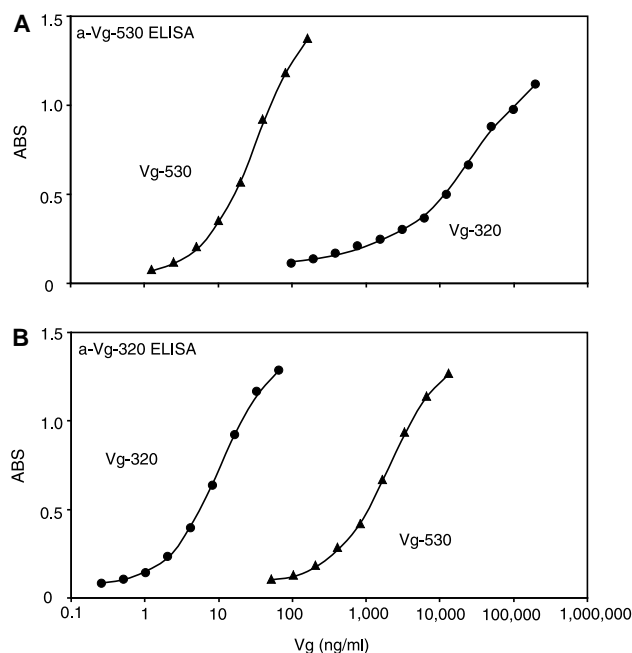 A
a-Vg-530 ELISA
1.5
1.0
0.5
0
ABS
Vg-530
Vg-320
B
a-Vg-320 ELISA
1.5
1.0
0.5
0
ABS
Vg-320
Vg-530
0.1 1 10 100 1,000 10,000 100,000 1,000,000
Vg (ng/ml)